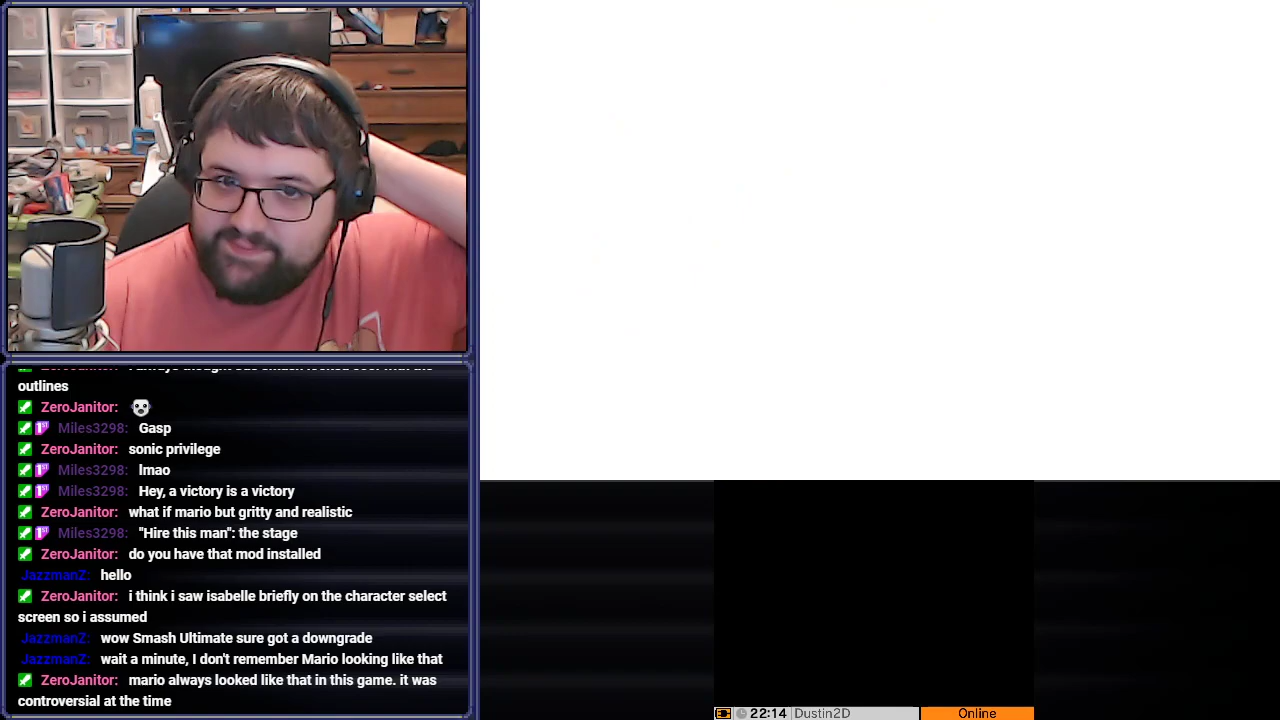 outlines
ZeroJanitor:
Miles3298: Gasp
ZeroJanitor: sonic privilege
Miles3298: lmao
Miles3298: Hey, a victory is a victory
ZeroJanitor: what if mario but gritty and realistic
Miles3298: "Hire this man": the stage
ZeroJanitor: do you have that mod installed
JazzmanZ: hello
ZeroJanitor: i think i saw isabelle briefly on the character select
screen so i assumed
JazzmanZ: wow Smash Ultimate sure got a downgrade
JazzmanZ: wait a minute, I don't remember Mario looking like that
ZeroJanitor: mario always looked like that in this game. it was
controversial at the time
22:14 Dustin2D Online